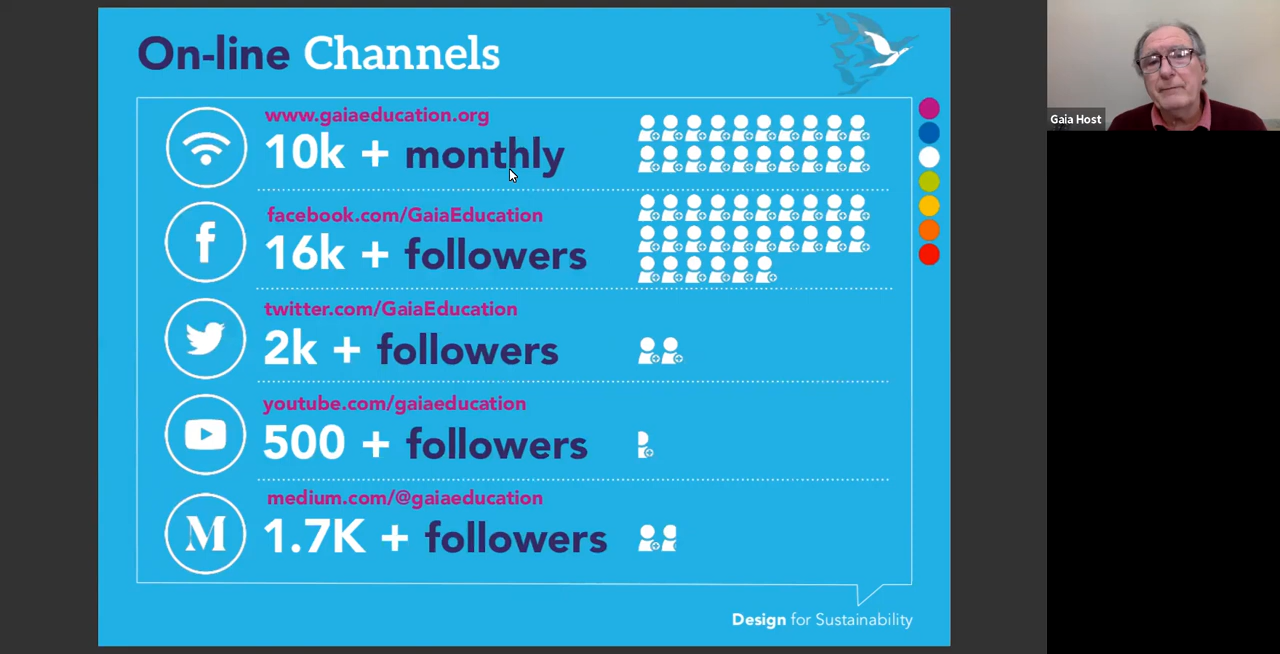 On-line Channels
www.gaiaeducation.org
10k + monthly
facebook.com/GaiaEducation
16k + followers
twitter.com/GaiaEducation
2k + followers
youtube.com/gaiaeducation
500 + followers
medium.com/@gaiaeducation
M 1.7K + followers
Design for Sustainability
Gaia Host